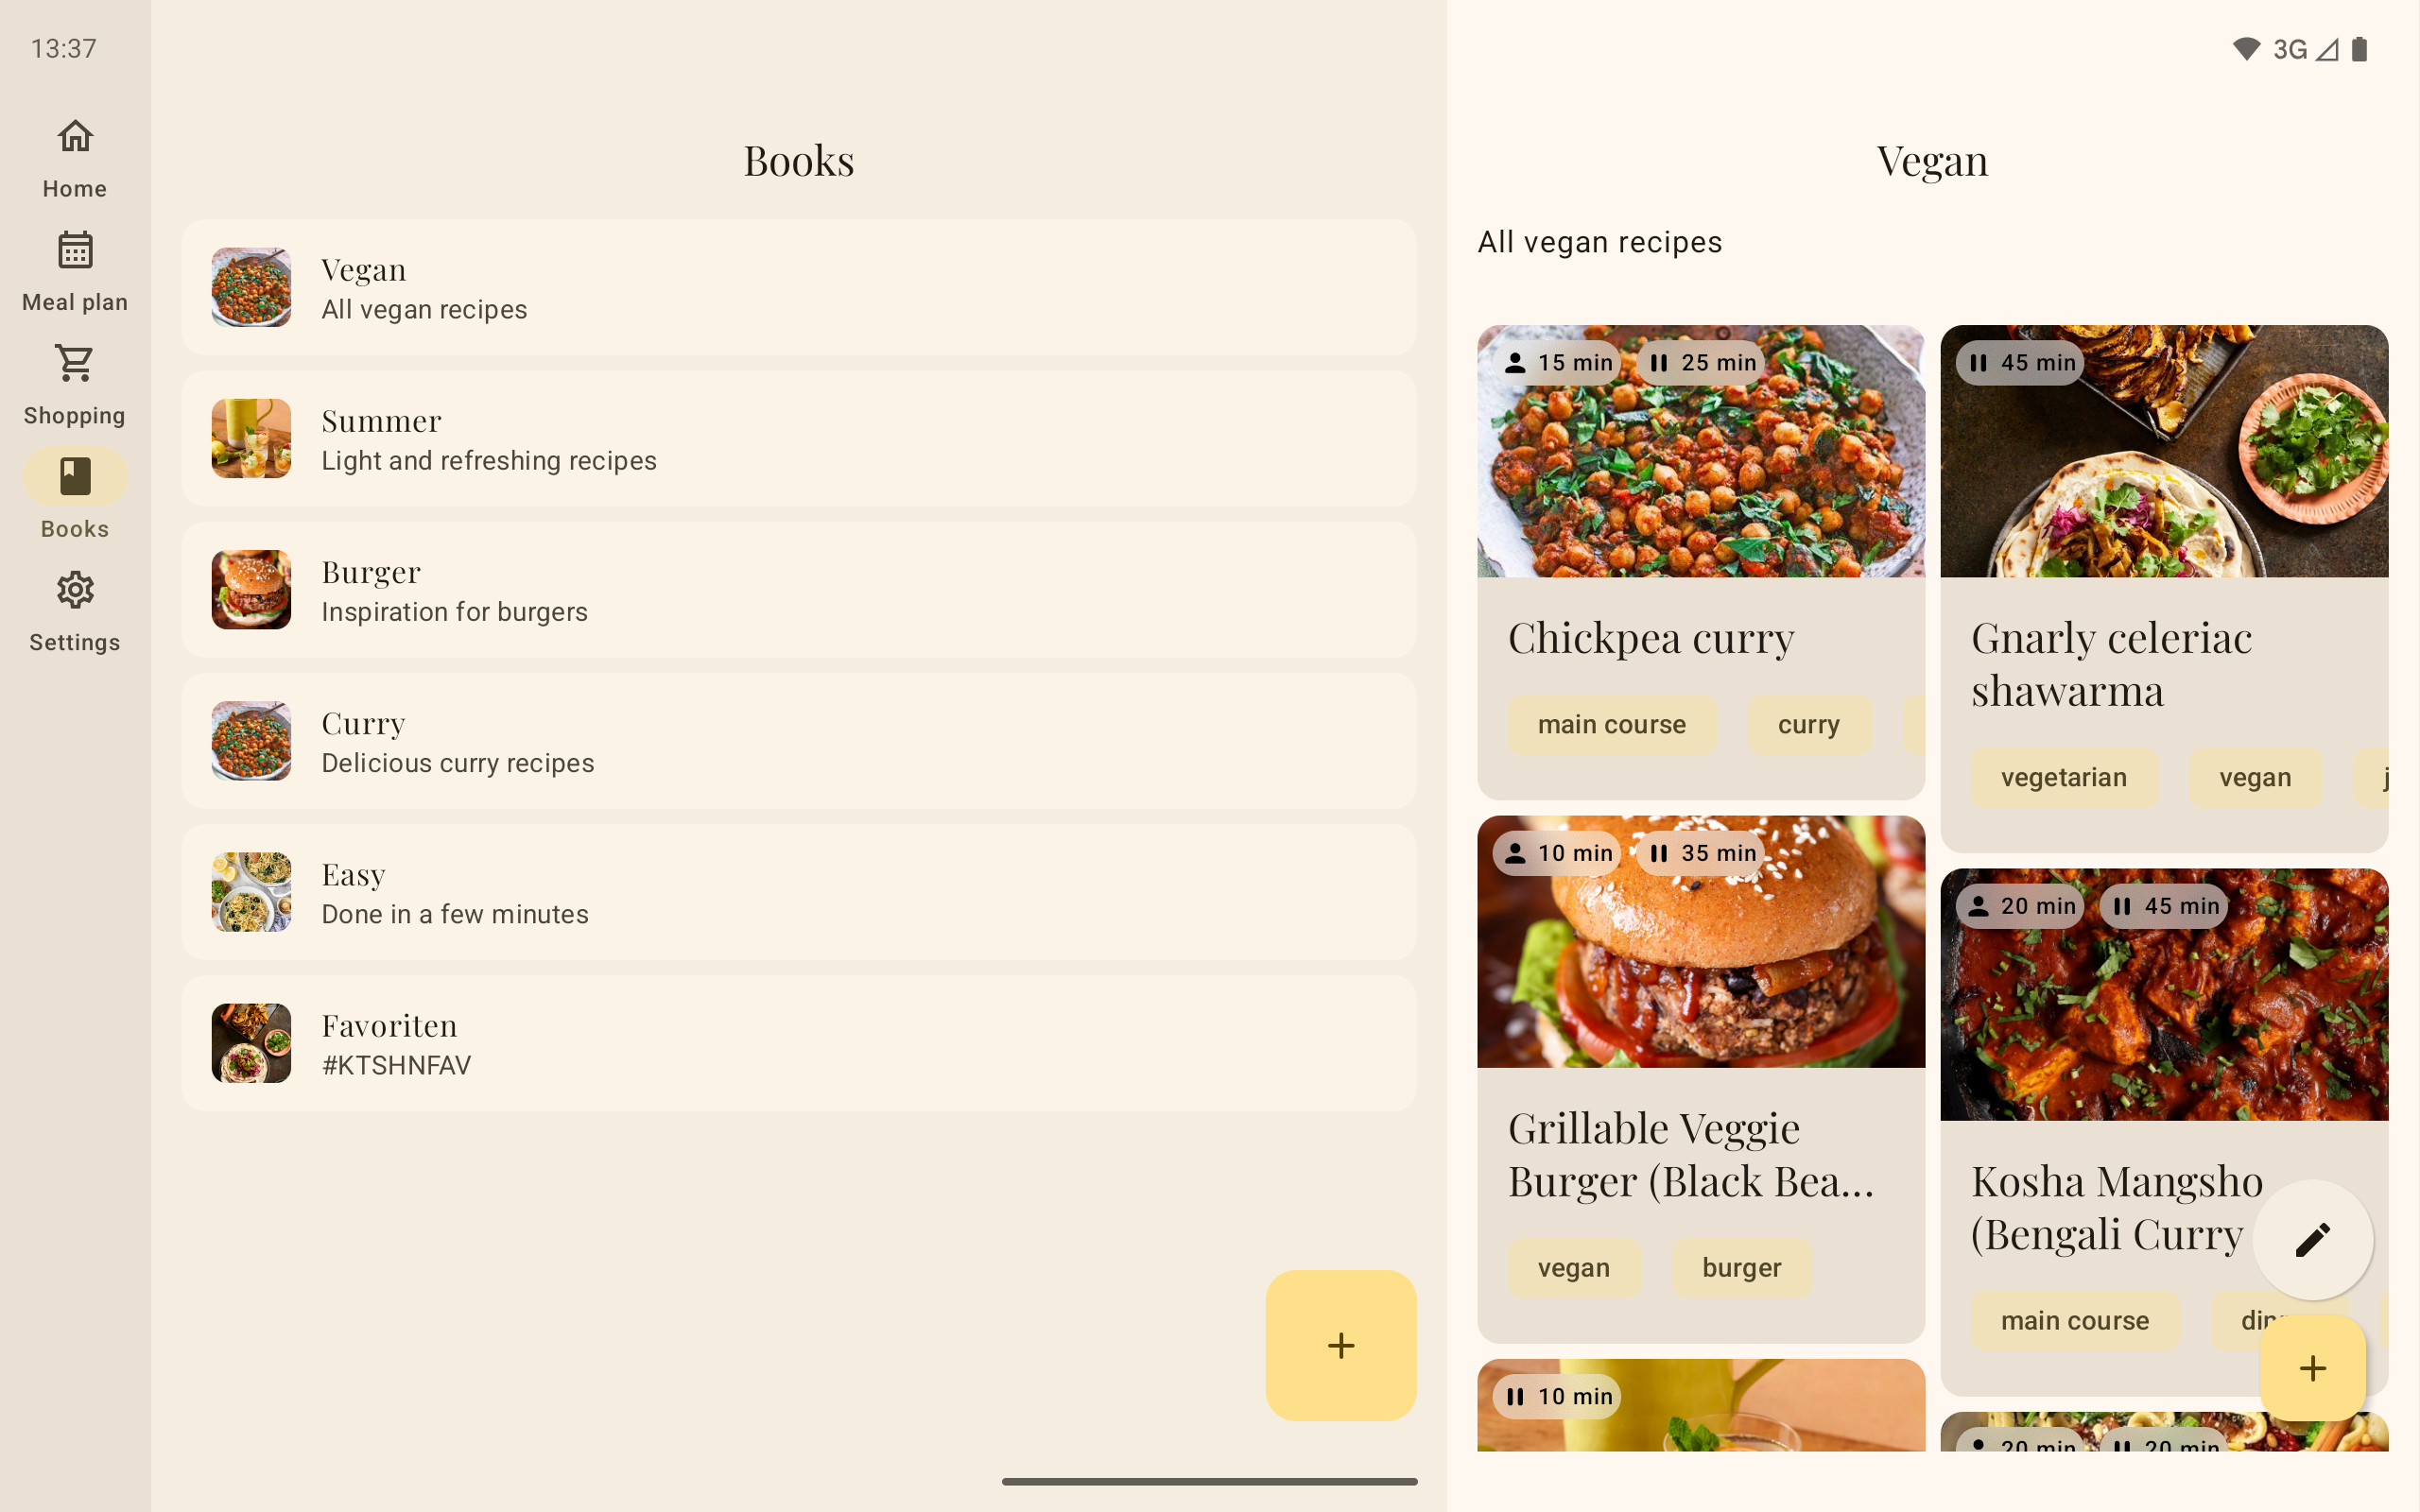 13:37
3G
Home
Meal plan
Shopping
Books
Settings
Books
Vegan
All vegan recipes
Summer
Light and refreshing recipes
Burger
Inspiration for burgers
Curry
Delicious curry recipes
Easy
Done in a few minutes
Favoriten
#KTSHNFAV
Vegan
All vegan recipes
15 min 25 min
Chickpea curry
main course curry
45 min
Gnarly celeriac
shawarma
vegetarian vegan j
10 min 35 min
Grillable Veggie
Burger (Black Bea...
vegan burger
20 min 45 min
Kosha Mangsho
(Bengali Curry
main course
10 min
20 min 20 min